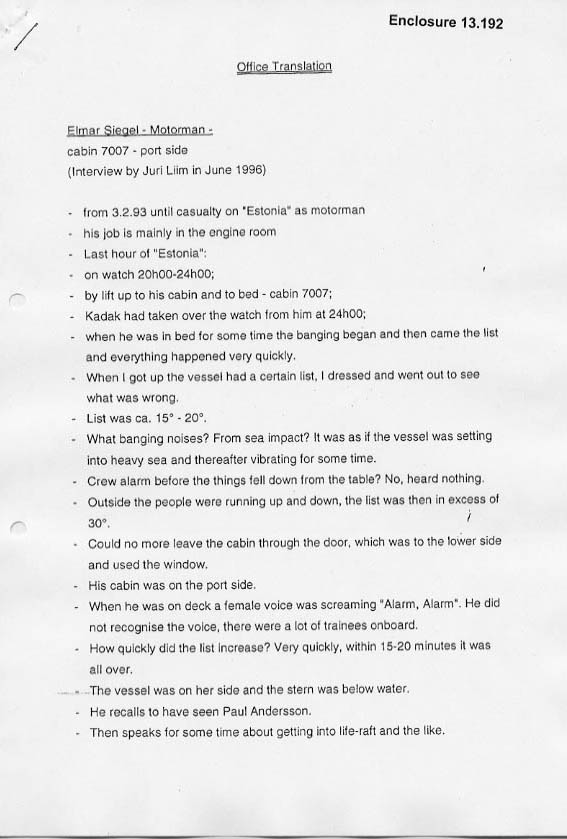 Enclosure 13.192
Office Translation
Elmar Siegel - Motorman -
cabin 7007 - port side
(Interview by Juri Liim in June 1996)
- from 3.2.93 until casualty on "Estonia" as motorman
- his job is mainly in the engine room
- Last hour of "Estonia":
- on watch 20h00-24h00;
- by lift up to his cabin and to bed - cabin 7007;
- Kadak had taken over the watch from him at 24h00;
- when he was in bed for some time the banging began and then came the list
and everything happened very quickly.
- When I got up the vessel had a certain list, I dressed and went out to see
what was wrong.
- List was ca. 15° - 20°.
- What banging noises? From sea impact? It was as if the vessel was setting
into heavy sea and thereafter vibrating for some time.
- Crew alarm before the things fell down from the table? No, heard nothing.
- Outside the people were running up and down, the list was then in excess of
30°.
- Could no more leave the cabin through the door, which was to the lower side
and used the window.
- His cabin was on the port side.
- When he was on deck a female voice was screaming "Alarm, Alarm". He did
not recognise the voice, there were a lot of trainees onboard.
- How quickly did the list increase? Very quickly, within 15-20 minutes it was
all over.
- The vessel was on her side and the stern was below water.
- He recalls to have seen Paul Andersson.
- Then speaks for some time about getting into life-raft and the like.